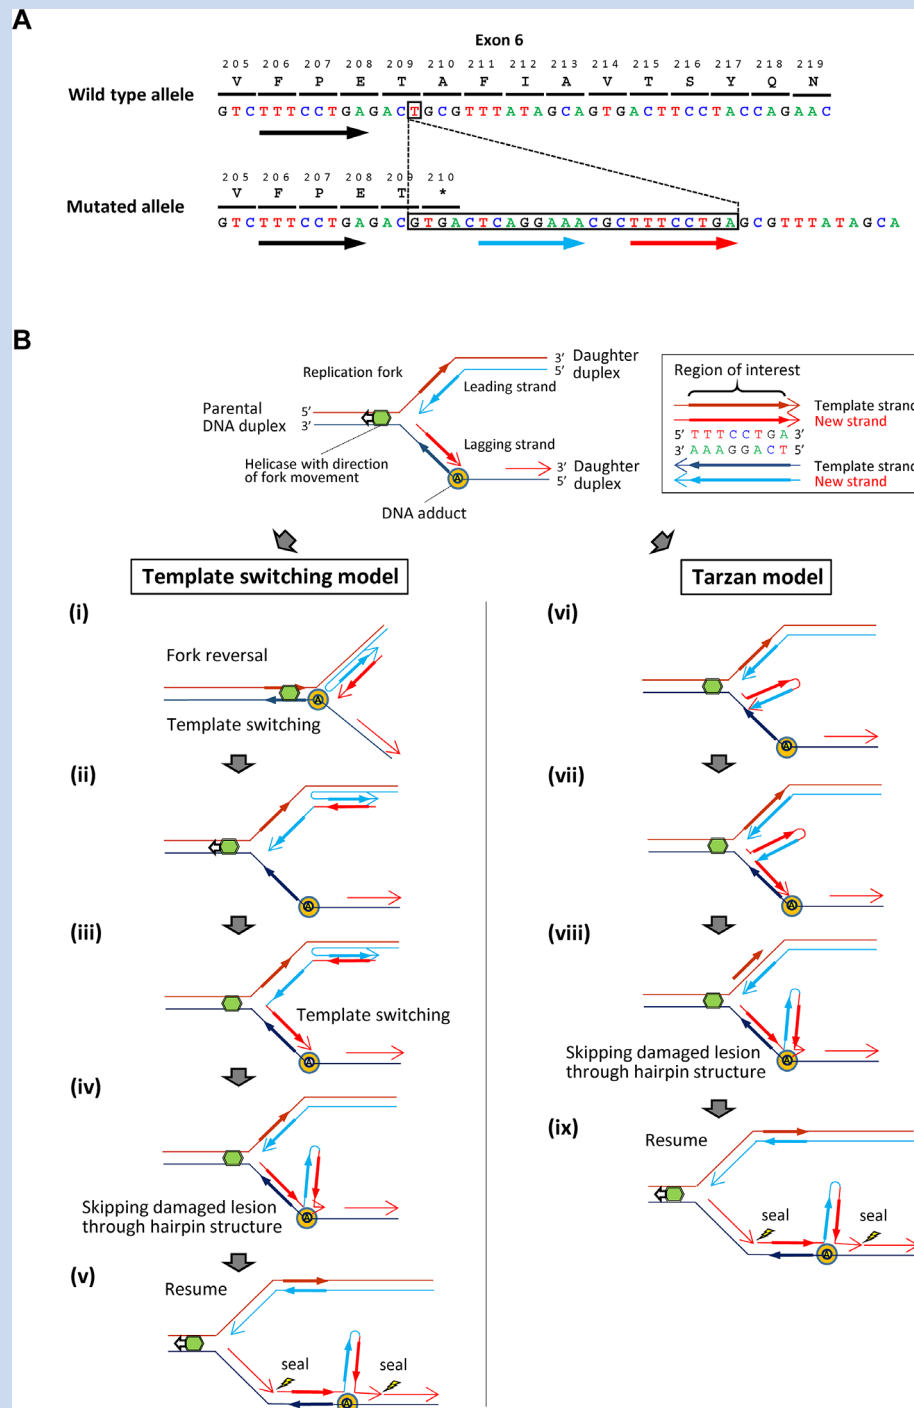 A
Exon 6
205 206 207 208 209 210 211 212 213 214 215 216 217 218 219
V F P E T A F I A V T S Y Q N
Wild type allele
GTCTTTCCTGAGACTGCGTTTATAGCAGTGACTTCCTACCAGAAC
205 206 207 208 209 210
V F P E T *
Mutated allele
GTCTTTCCTGAGACGTGACTCAGGAAACGCTTTCCTGAGCGTTTATAGCA
B
Replication fork
3’ Daughter
5’ duplex
Leading strand
Parental 5’
DNA duplex 3’
Lagging strand
Helicase with direction
of fork movement
3’ Daughter
5’ duplex
A
DNA adduct
Region of interest
Template strand
New strand
5’ TTTCCTGA 3’
3’ AAAGGACT 5’
Template strand
New strand
Template switching model
Tarzan model
(i)
Fork reversal
A
Template switching
(ii)
A
(iii)
Template switching
A
(iv)
Skipping damaged lesion
through hairpin structure
A
(v)
Resume
seal
seal
A
(vi)
A
(vii)
A
(viii)
Skipping damaged lesion
through hairpin structure
A
(ix)
Resume
seal
seal
A